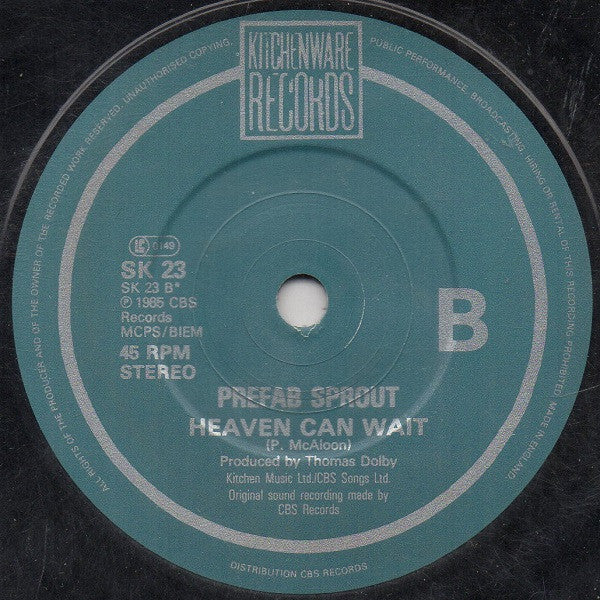 KITCHENWARE
RECORDS
ALL RIGHTS OF THE PRODUCER AND OF THE OWNER OF THE RECORDED WORK RESERVED. UNAUTHORISED COPYING, PUBLIC PERFORMANCE, BROADCASTING, HIRING OR RENTAL OF THIS RECORDING PROHIBITED. MADE IN ENGLAND.
LC 0149
SK 23
SK 23 B*
℗ 1985 CBS
Records
MCPS/BIEM
45 RPM
STEREO
B
PREFAB SPROUT
HEAVEN CAN WAIT
(P. McAloon)
Produced by Thomas Dolby
Kitchen Music Ltd./CBS Songs Ltd.
Original sound recording made by
CBS Records
DISTRIBUTION CBS RECORDS